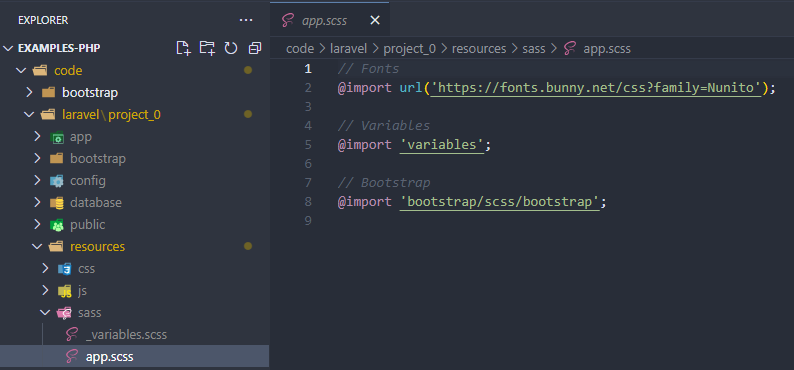 EXPLORER
EXAMPLES-PHP
code
bootstrap
laravel\project_0
app
bootstrap
config
database
public
resources
css
js
sass
_variables.scss
app.scss
app.scss
code > laravel > project_0 > resources > sass > app.scss
1 // Fonts
2 @import url('https://fonts.bunny.net/css?family=Nunito');
3
4 // Variables
5 @import 'variables';
6
7 // Bootstrap
8 @import 'bootstrap/scss/bootstrap';
9